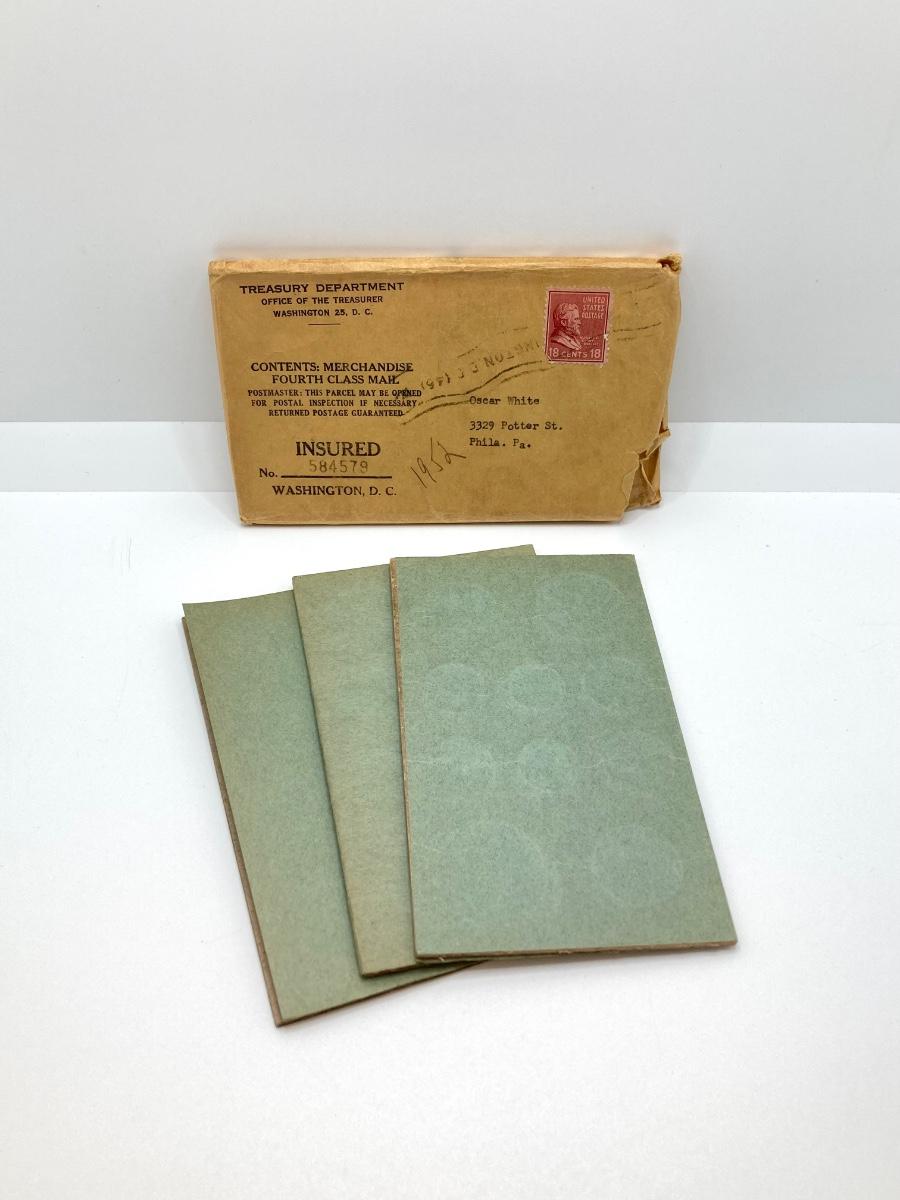 TREASURY DEPARTMENT
OFFICE OF THE TREASURER
WASHINGTON 25, D. C.
CONTENTS: MERCHANDISE
FOURTH CLASS MAIL
POSTMASTER: THIS PARCEL MAY BE OPENED
FOR POSTAL INSPECTION IF NECESSARY
RETURNED POSTAGE GUARANTEED
INSURED
No. 584579
WASHINGTON, D. C.
UNITED
STATES
POSTAGE
18 CENTS 18
INGTON D.C.
Oscar White
3329 Potter St.
Phila. Pa.
1952